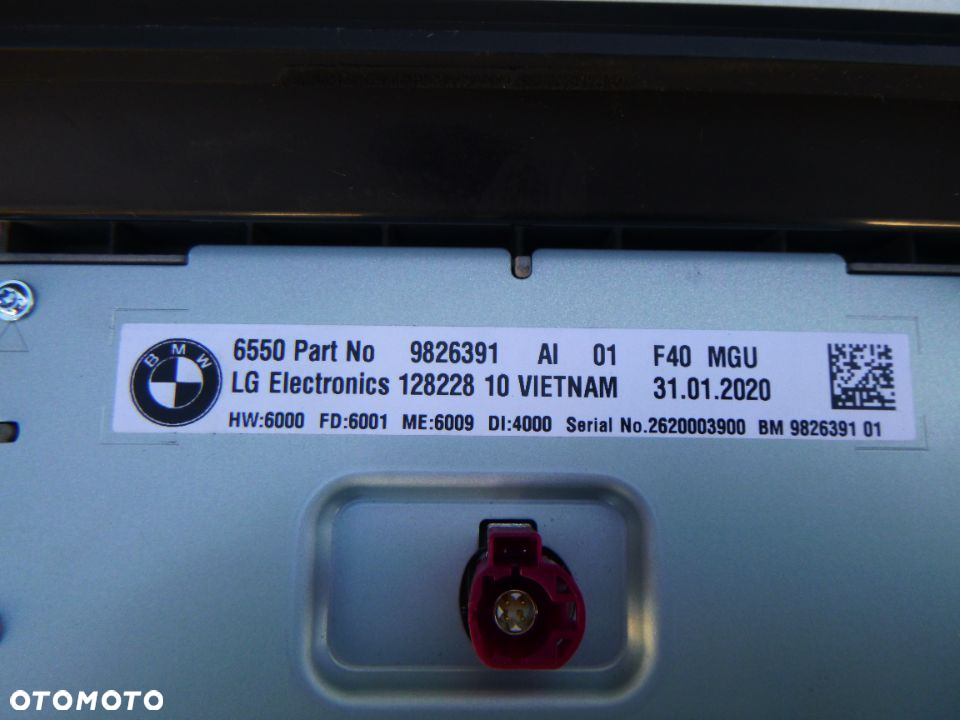 BMW
6550 Part No 9826391 AI 01 F40 MGU
LG Electronics 128228 10 VIETNAM 31.01.2020
HW:6000 FD:6001 ME:6009 DI:4000 Serial No.2620003900 BM 9826391 01
OTOMOTO